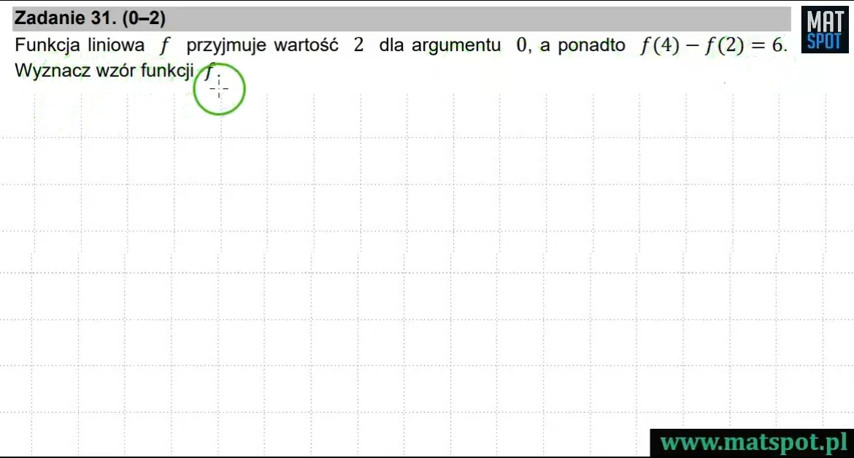 Zadanie 31. (0–2)
Funkcja liniowa f przyjmuje wartość 2 dla argumentu 0, a ponadto f(4) − f(2) = 6.
Wyznacz wzór funkcji f.
MAT
SPOT
www.matspot.pl